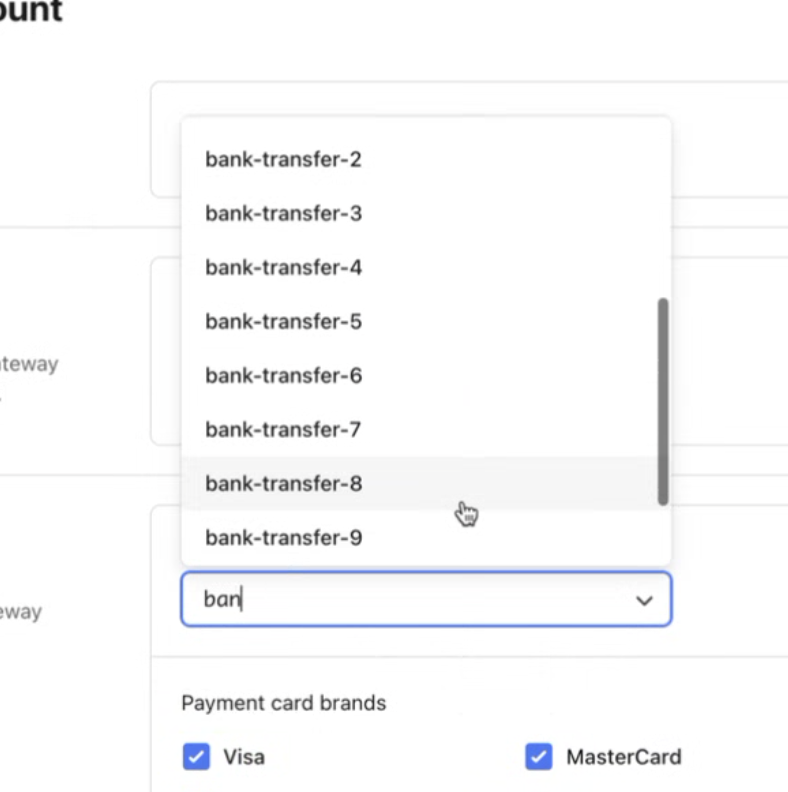 ount
bank-transfer-2
bank-transfer-3
bank-transfer-4
bank-transfer-5
ateway
bank-transfer-6
bank-transfer-7
bank-transfer-8
bank-transfer-9
ban
eway
Payment card brands
Visa
MasterCard